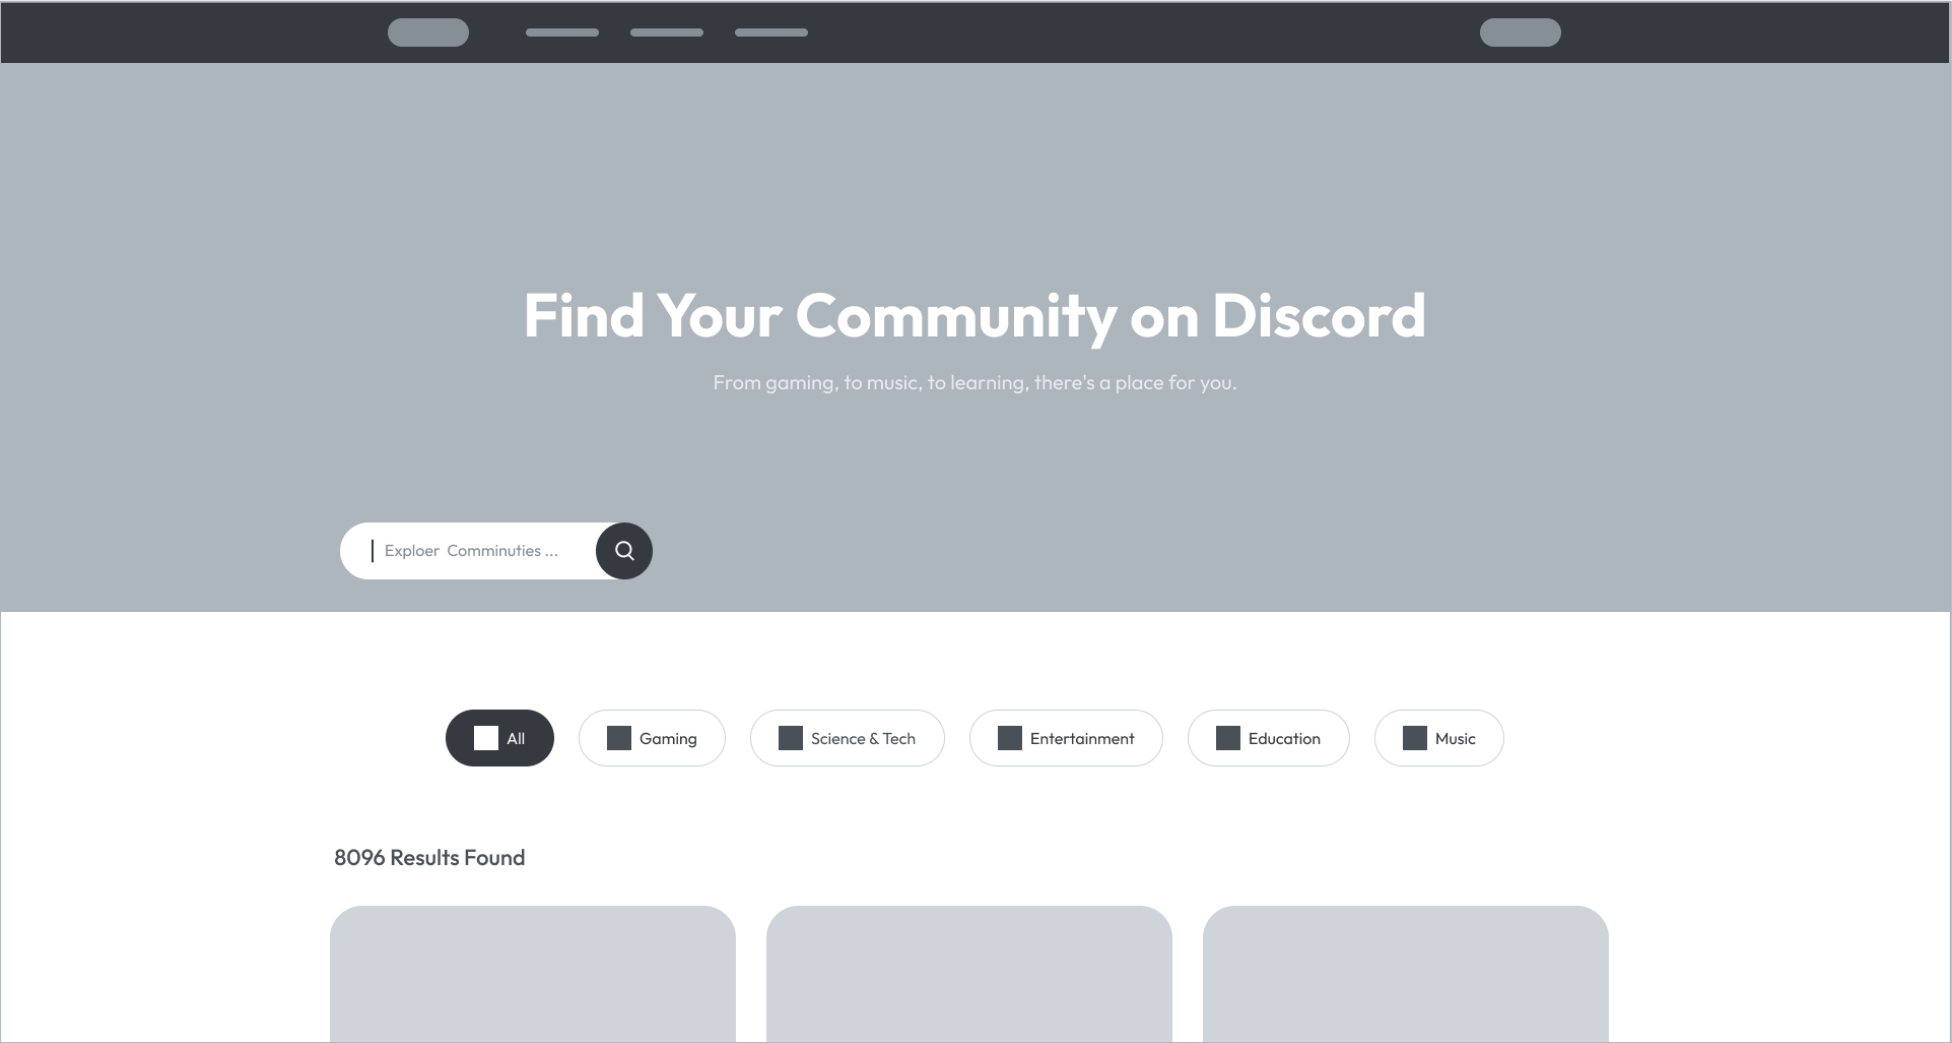 Find Your Community on Discord
From gaming, to music, to learning, there's a place for you.
Exploer Comminuties ...
All
Gaming
Science & Tech
Entertainment
Education
Music
8096 Results Found